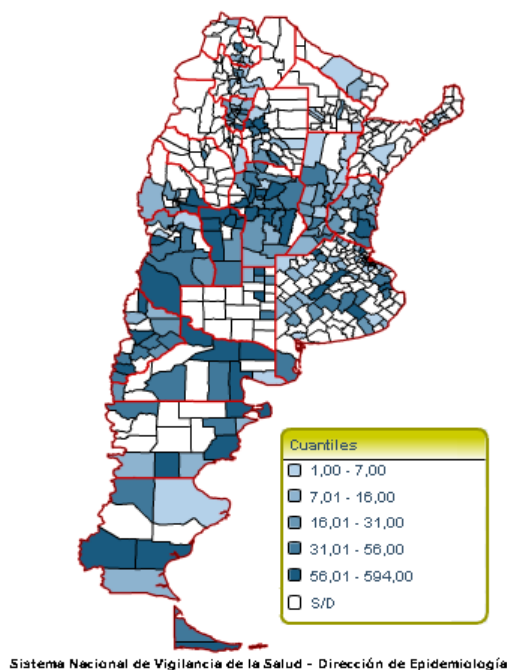 Cuantiles
1,00 - 7,00
7,01 - 16,00
16,01 - 31,00
31,01 - 56,00
56,01 - 594,00
S/D
Sistema Nacional de Vigilancia de la Salud - Dirección de Epidemiología